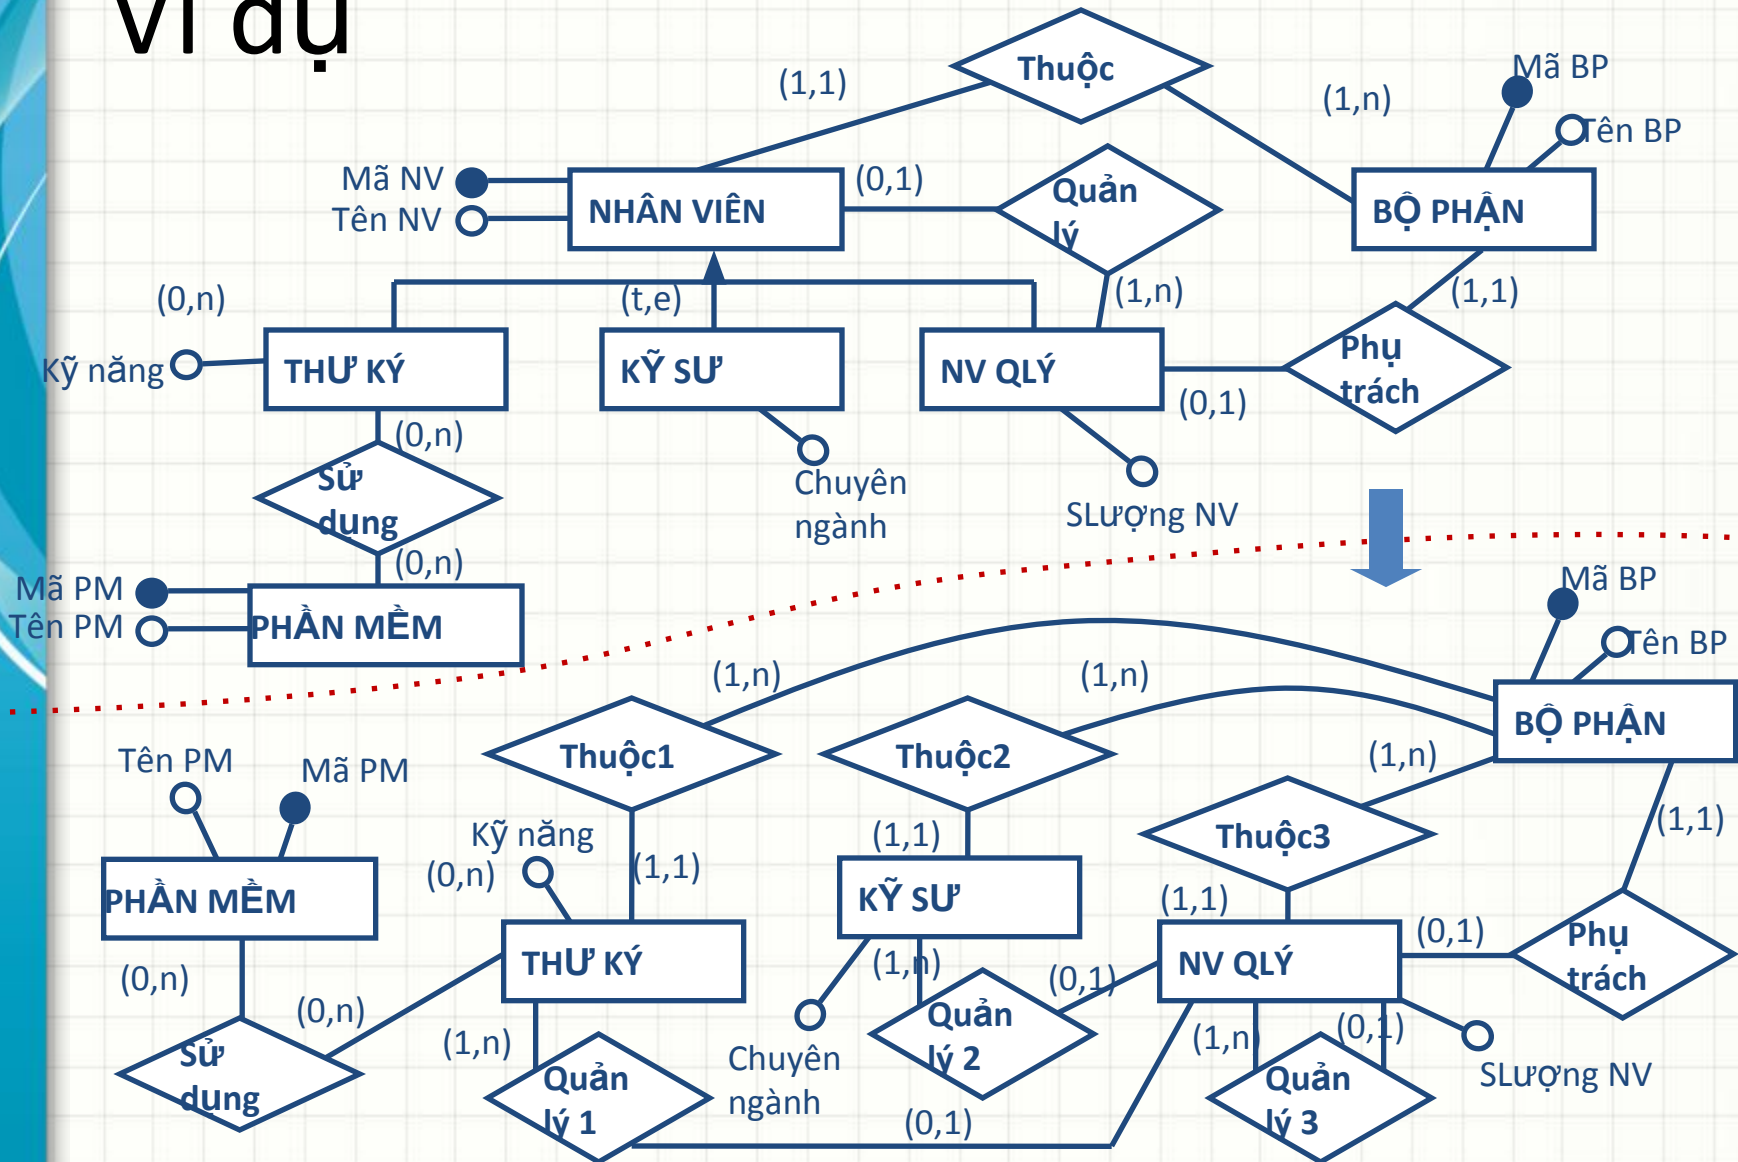 Ví dụ
Thuộc
(1,1)
(1,n)
Mã BP
Tên BP
Mã NV
Tên NV
NHÂN VIÊN
(0,1)
Quản
lý
BỘ PHẬN
(0,n)
(t,e)
(1,n)
(1,1)
Kỹ năng
THƯ KÝ
KỸ SƯ
NV QLÝ
Phụ
trách
(0,1)
(0,n)
Sử
dụng
Chuyên
ngành
SLượng NV
(0,n)
Mã PM
Tên PM
PHẦN MỀM
Mã BP
Tên BP
(1,n)
(1,n)
BỘ PHẬN
Tên PM
Mã PM
Thuộc1
Thuộc2
(1,n)
Kỹ năng
(0,n)
(1,1)
(1,1)
Thuộc3
(1,1)
PHẦN MỀM
KỸ SƯ
(1,1)
THƯ KÝ
(1,n)
(0,1)
NV QLÝ
(0,1)
Phụ
trách
(0,n)
(0,n)
(1,n)
Quản
lý 2
(1,n)
(0,1)
Sử
dụng
Quản
lý 1
Chuyên
ngành
(0,1)
Quản
lý 3
SLượng NV